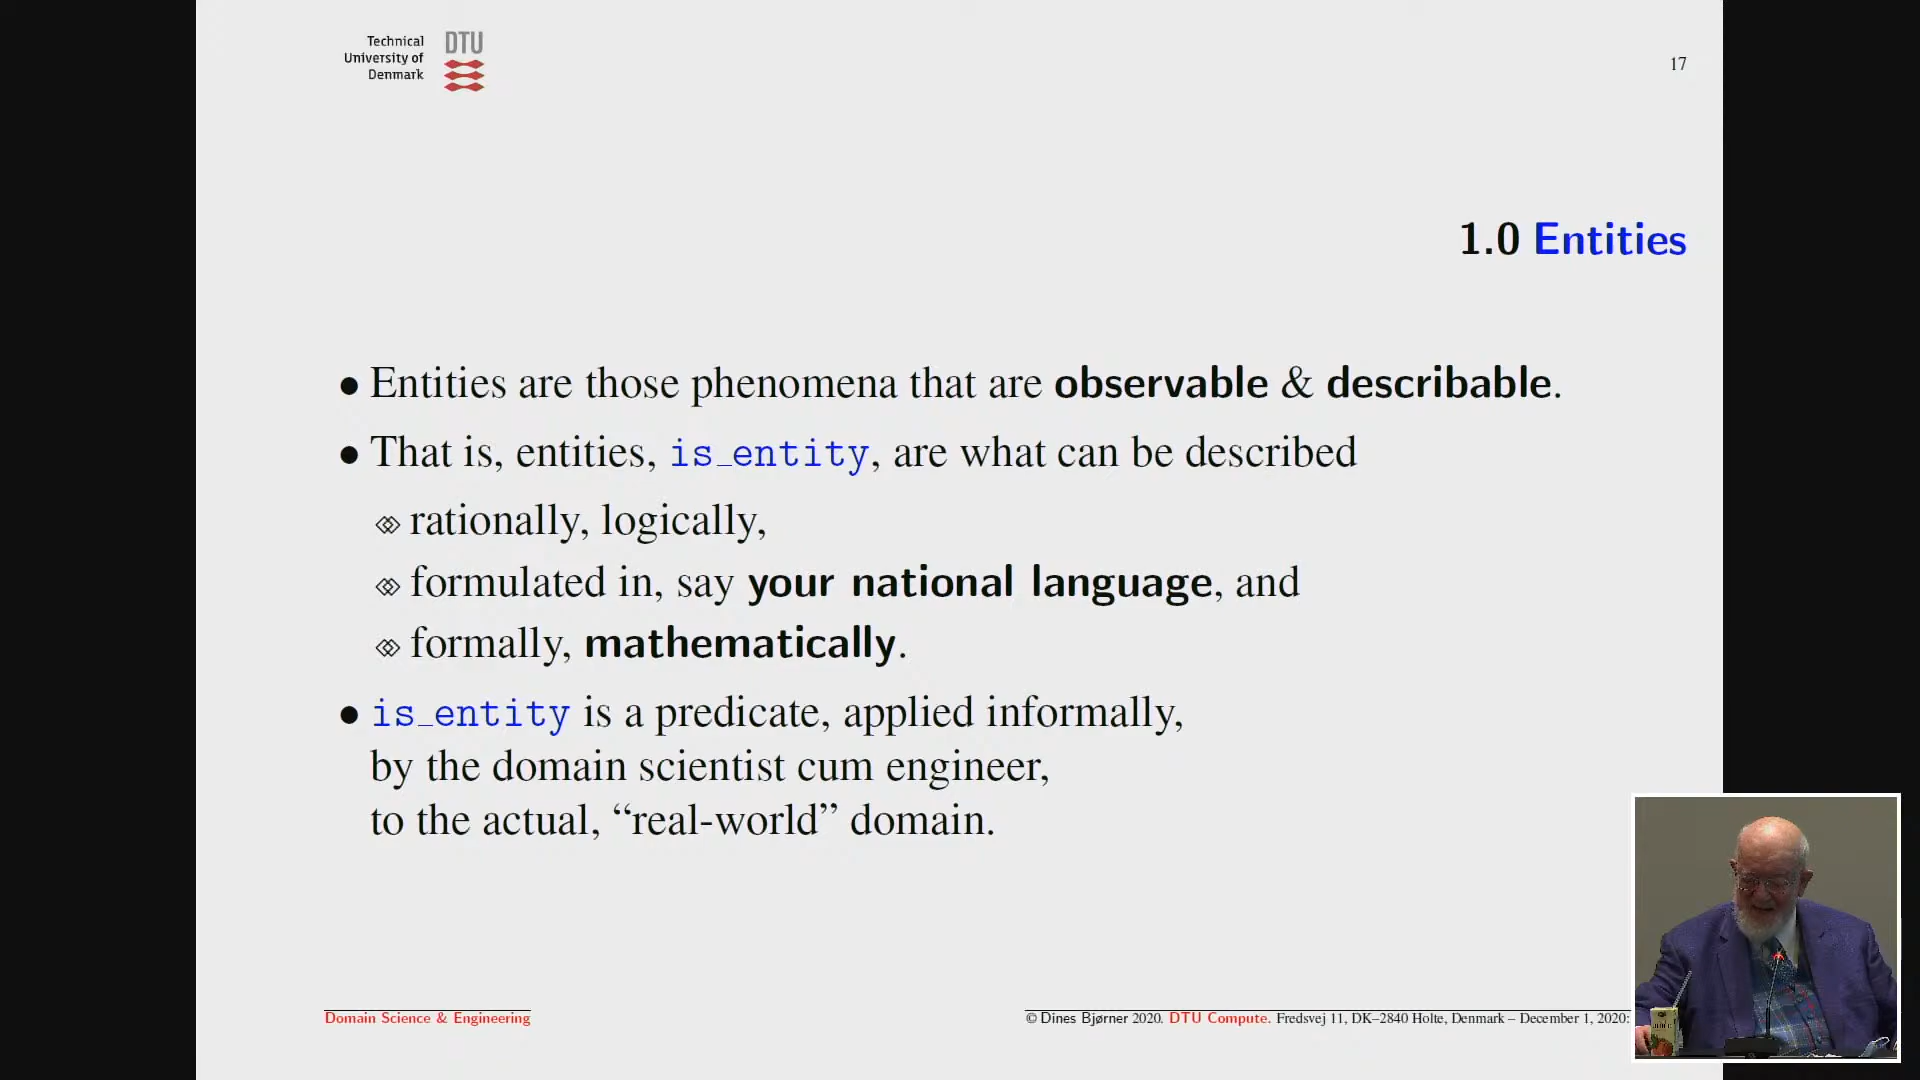 Technical
University of
Denmark
DTU
17
1.0 Entities
• Entities are those phenomena that are observable & describable.
• That is, entities, is_entity, are what can be described
rationally, logically,
formulated in, say your national language, and
formally, mathematically.
• is_entity is a predicate, applied informally,
by the domain scientist cum engineer,
to the actual, “real-world” domain.
Domain Science & Engineering
© Dines Bjørner 2020. DTU Compute. Fredsvej 11, DK–2840 Holte, Denmark – December 1, 2020: